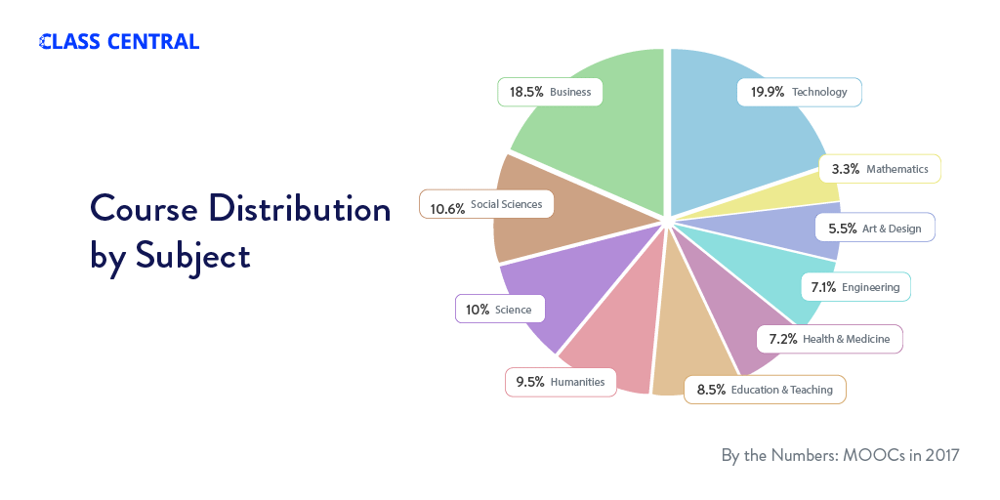 CLASS CENTRAL
Course Distribution
by Subject
18.5% Business
19.9% Technology
3.3% Mathematics
10.6% Social Sciences
5.5% Art & Design
7.1% Engineering
10% Science
7.2% Health & Medicine
9.5% Humanities
8.5% Education & Teaching
By the Numbers: MOOCs in 2017